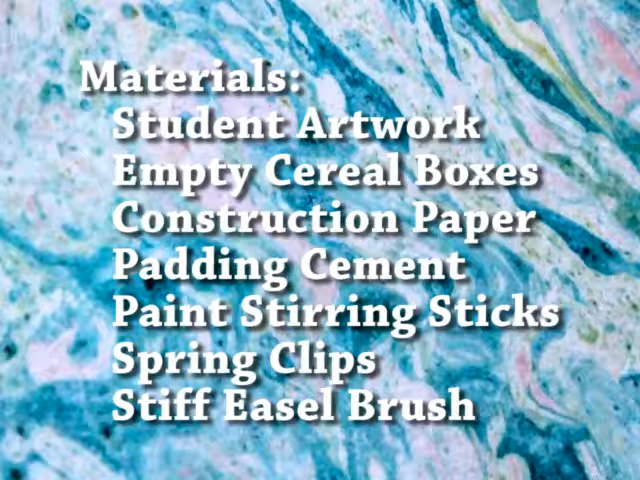 Materials:
Student Artwork
Empty Cereal Boxes
Construction Paper
Padding Cement
Paint Stirring Sticks
Spring Clips
Stiff Easel Brush